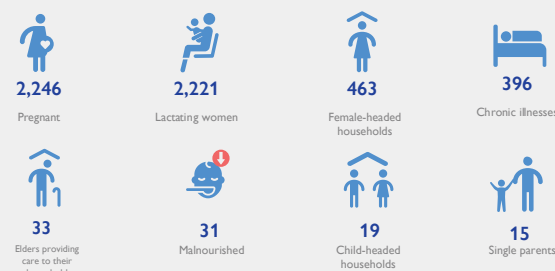 2,246
2,221
463
396
Pregnant
Lactating women
Female-headed
households
Chronic illnesses
33
31
19
15
Elders providing
care to their
Malnourished
Child-headed
households
Single parents